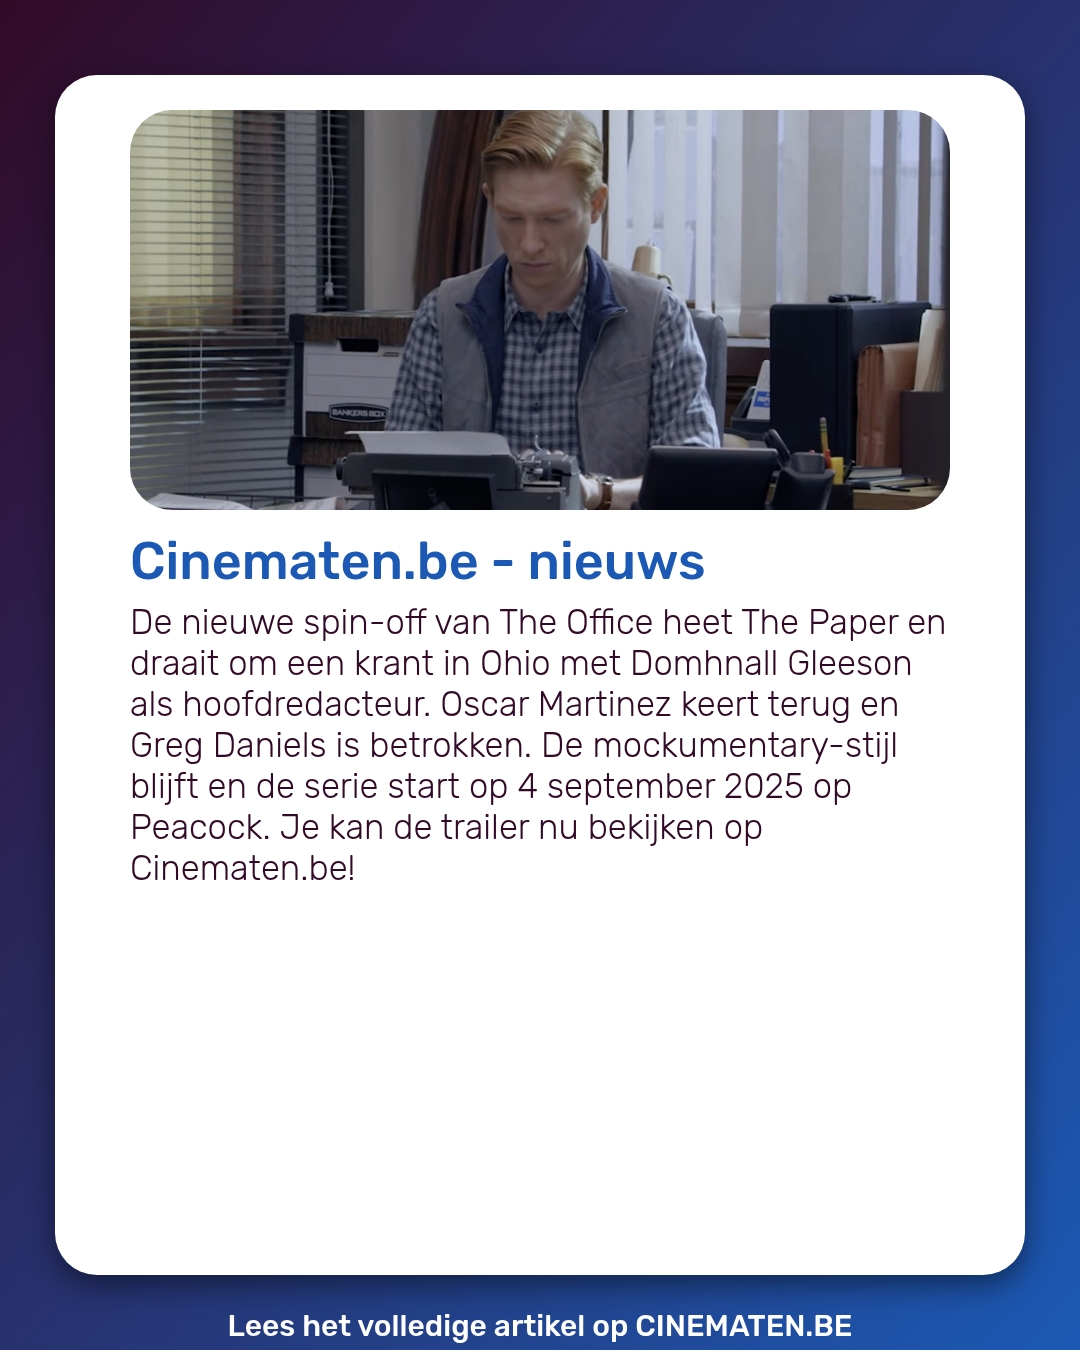 BANKERS BOX
Cinematen.be - nieuws
De nieuwe spin-off van The Office heet The Paper en
draait om een krant in Ohio met Domhnall Gleeson
als hoofdredacteur. Oscar Martinez keert terug en
Greg Daniels is betrokken. De mockumentary-stijl
blijft en de serie start op 4 september 2025 op
Peacock. Je kan de trailer nu bekijken op
Cinematen.be!
Lees het volledige artikel op CINEMATEN.BE